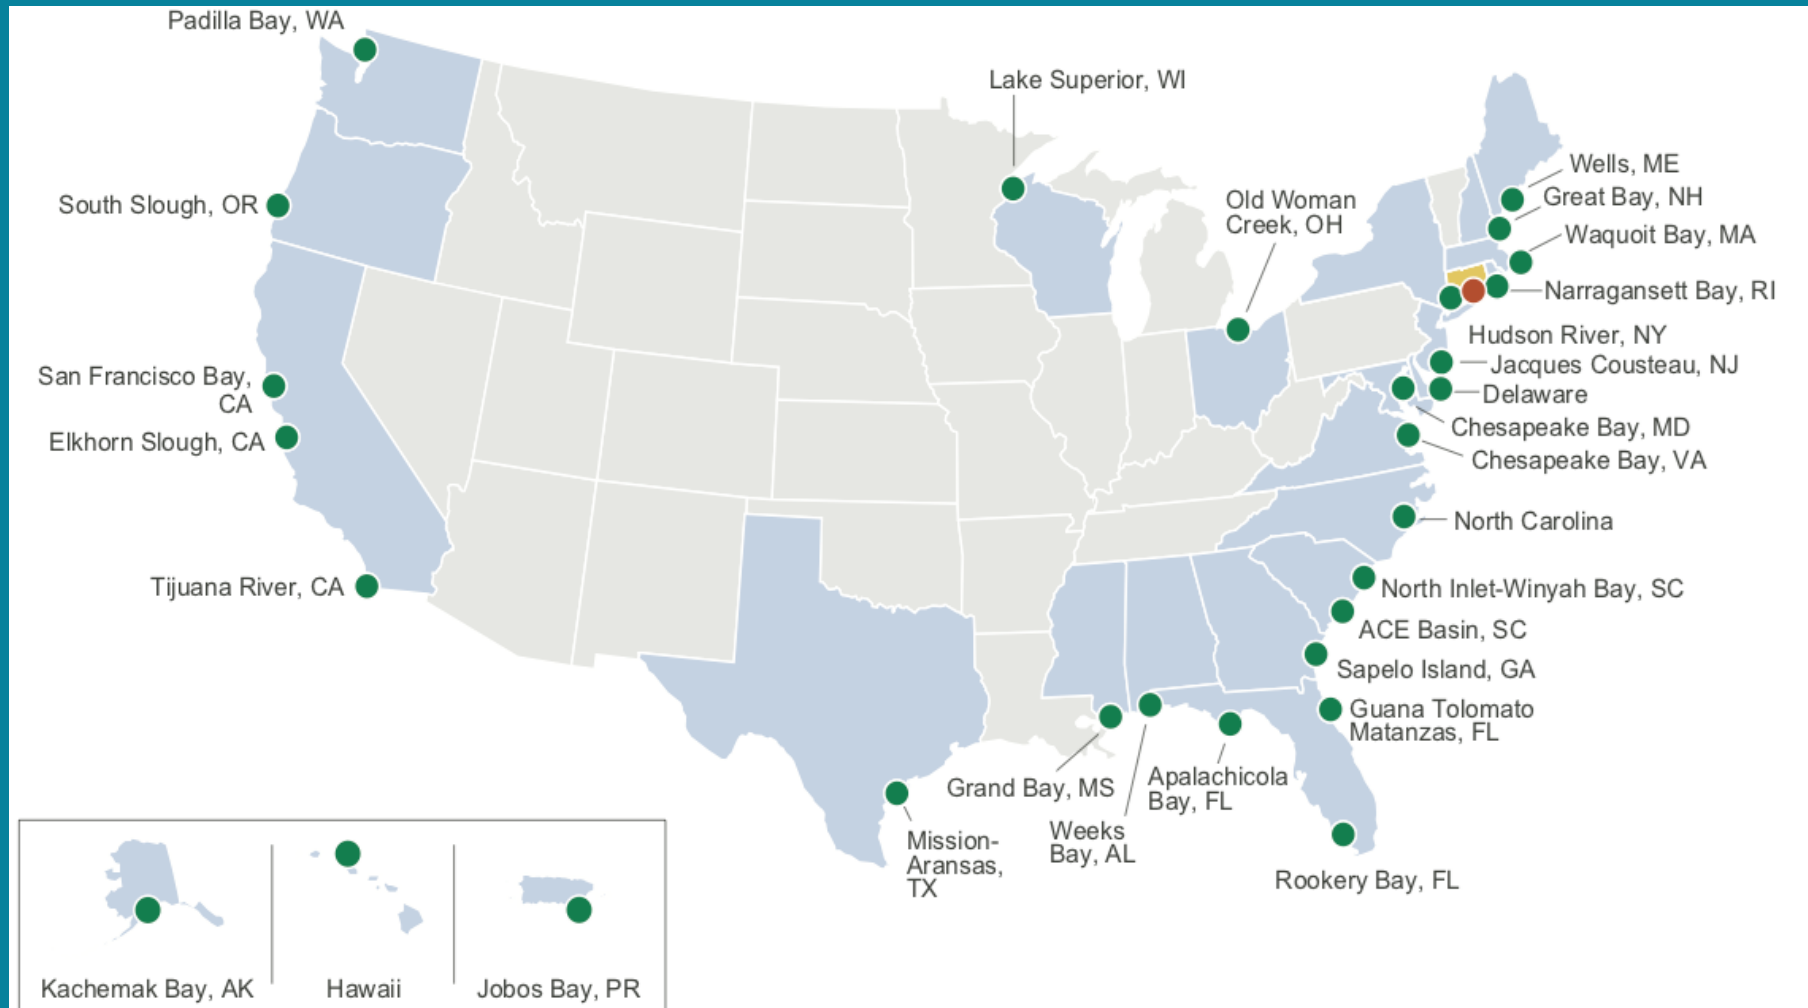 Padilla Bay, WA
Lake Superior, WI
Wells, ME
Great Bay, NH
Old Woman
Creek, OH
South Slough, OR
Waquoit Bay, MA
Narragansett Bay, RI
Hudson River, NY
Jacques Cousteau, NJ
San Francisco Bay,
CA
Delaware
Chesapeake Bay, MD
Elkhorn Slough, CA
Chesapeake Bay, VA
North Carolina
Tijuana River, CA
North Inlet-Winyah Bay, SC
ACE Basin, SC
Sapelo Island, GA
Guana Tolomato
Matanzas, FL
Grand Bay, MS
Apalachicola
Bay, FL
Weeks
Bay, AL
Mission-
Aransas,
TX
Rookery Bay, FL
Kachemak Bay, AK
Hawaii
Jobos Bay, PR